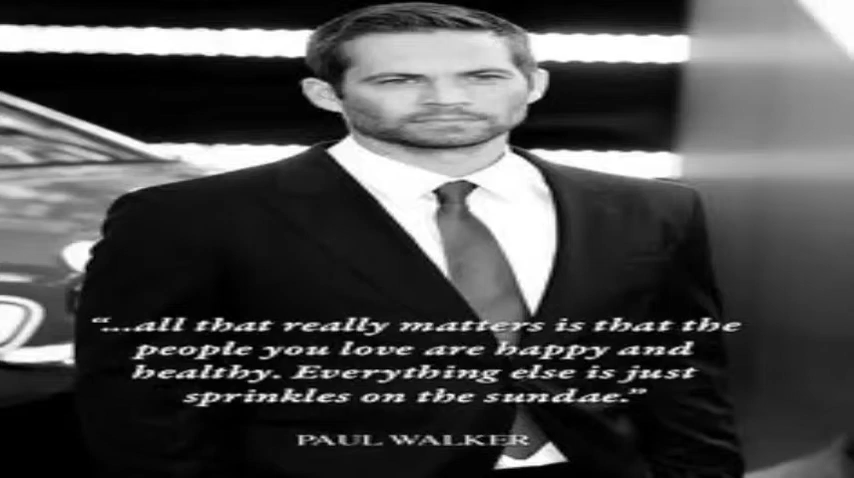 “...all that really matters is that the
people you love are happy and
healthy. Everything else is just
sprinkles on the sundae.”
PAUL WALKER